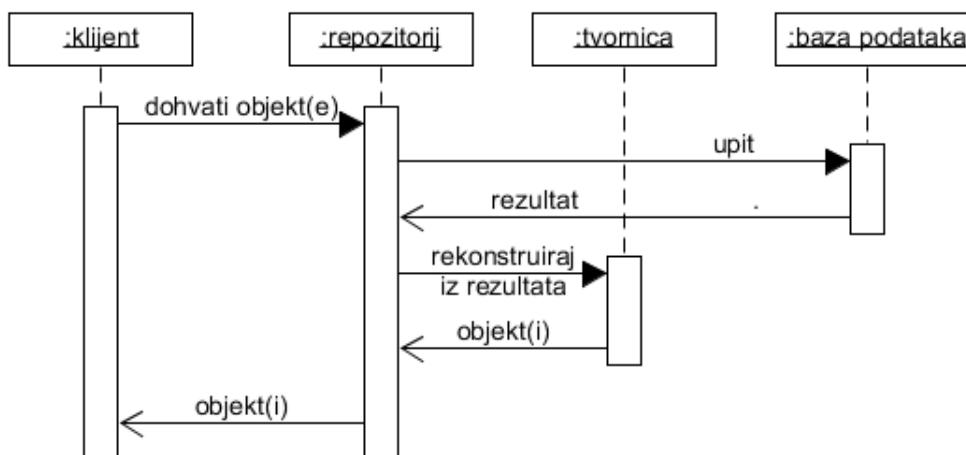 :klijent
:repozitorij
:tvornica
:baza podataka
dohvati objekt(e)
upit
rezultat
.
rekonstruiraj
iz rezultata
objekt(i)
objekt(i)